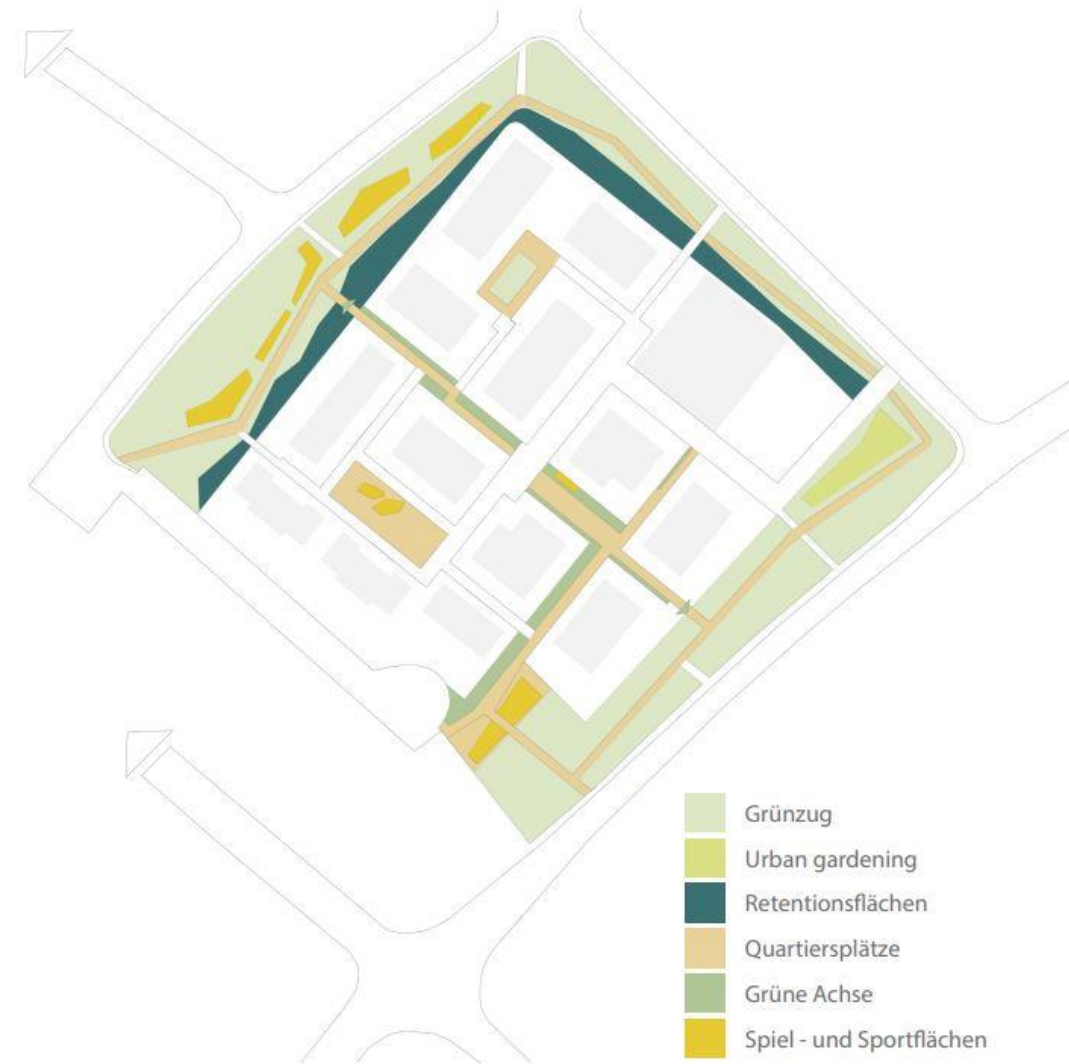 Grünzug
Urban gardening
Retentionsflächen
Quartiersplätze
Grüne Achse
Spiel - und Sportflächen